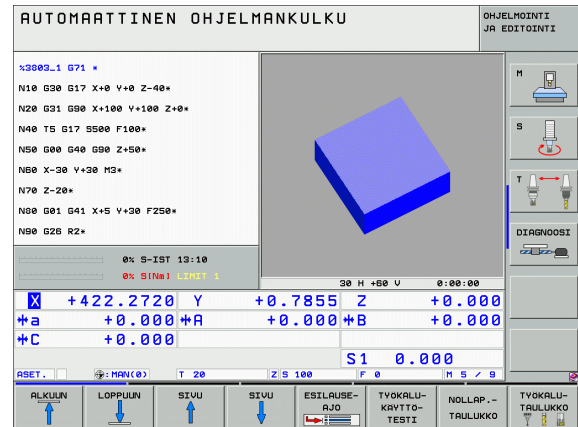 AUTOMAATTINEN OHJELMANKULKU
OHJELMOINTI
JA EDITOINTI
%3803_1 G71 *
N10 G30 G17 X+0 Y+0 Z-40*
N20 G31 G90 X+100 Y+100 Z+0*
N40 T5 G17 S500 F100*
N50 G00 G40 G90 Z+50*
N60 X-30 Y+30 M3*
N70 Z-20*
N80 G01 G41 X+5 Y+30 F250*
N90 G26 R2*
0% S-IST 13:10
0% S[Nm] LIMIT 1
30 H +60 V 0:00:00
X +422.2720 Y +0.7855 Z +0.000
a +0.000 A +0.000 B +0.000
C +0.000
S1 0.000
ASET. : MAN(0) T 20 Z S 100 F 0 M 5 / 9
M
S
T
DIAGNOOSI
ALKUUN
LOPPUUN
SIVU
SIVU
ESILAUSE-
AJO
TYÖKALU-
KÄYTTÖ-
TESTI
NOLLAP.-
TAULUKKO
TYÖKALU-
TAULUKKO